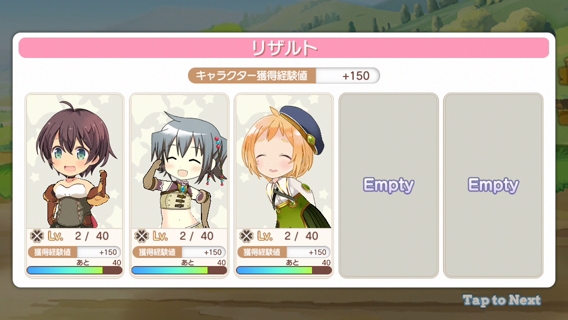 リザルト
キャラクター獲得経験値 +150
Lv. 2 / 40
獲得経験値 +150
あと 40
Lv. 2 / 40
獲得経験値 +150
あと 40
Lv. 2 / 40
獲得経験値 +150
あと 40
Empty
Empty
Tap to Next